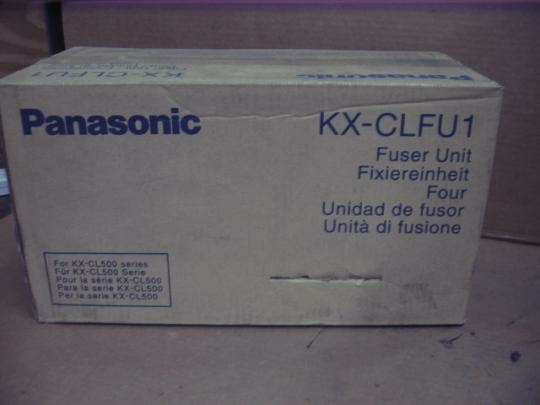 KX-CLFU1
Panasonic
Panasonic
Panasonic
KX-CLFU1
Fuser Unit
Fixiereinheit
Four
Unidad de fusor
Unità di fusione
For KX-CL500 series
Für KX-CL500 Serie
Pour la série KX-CL500
Para la serie KX-CL500
Per la serie KX-CL500